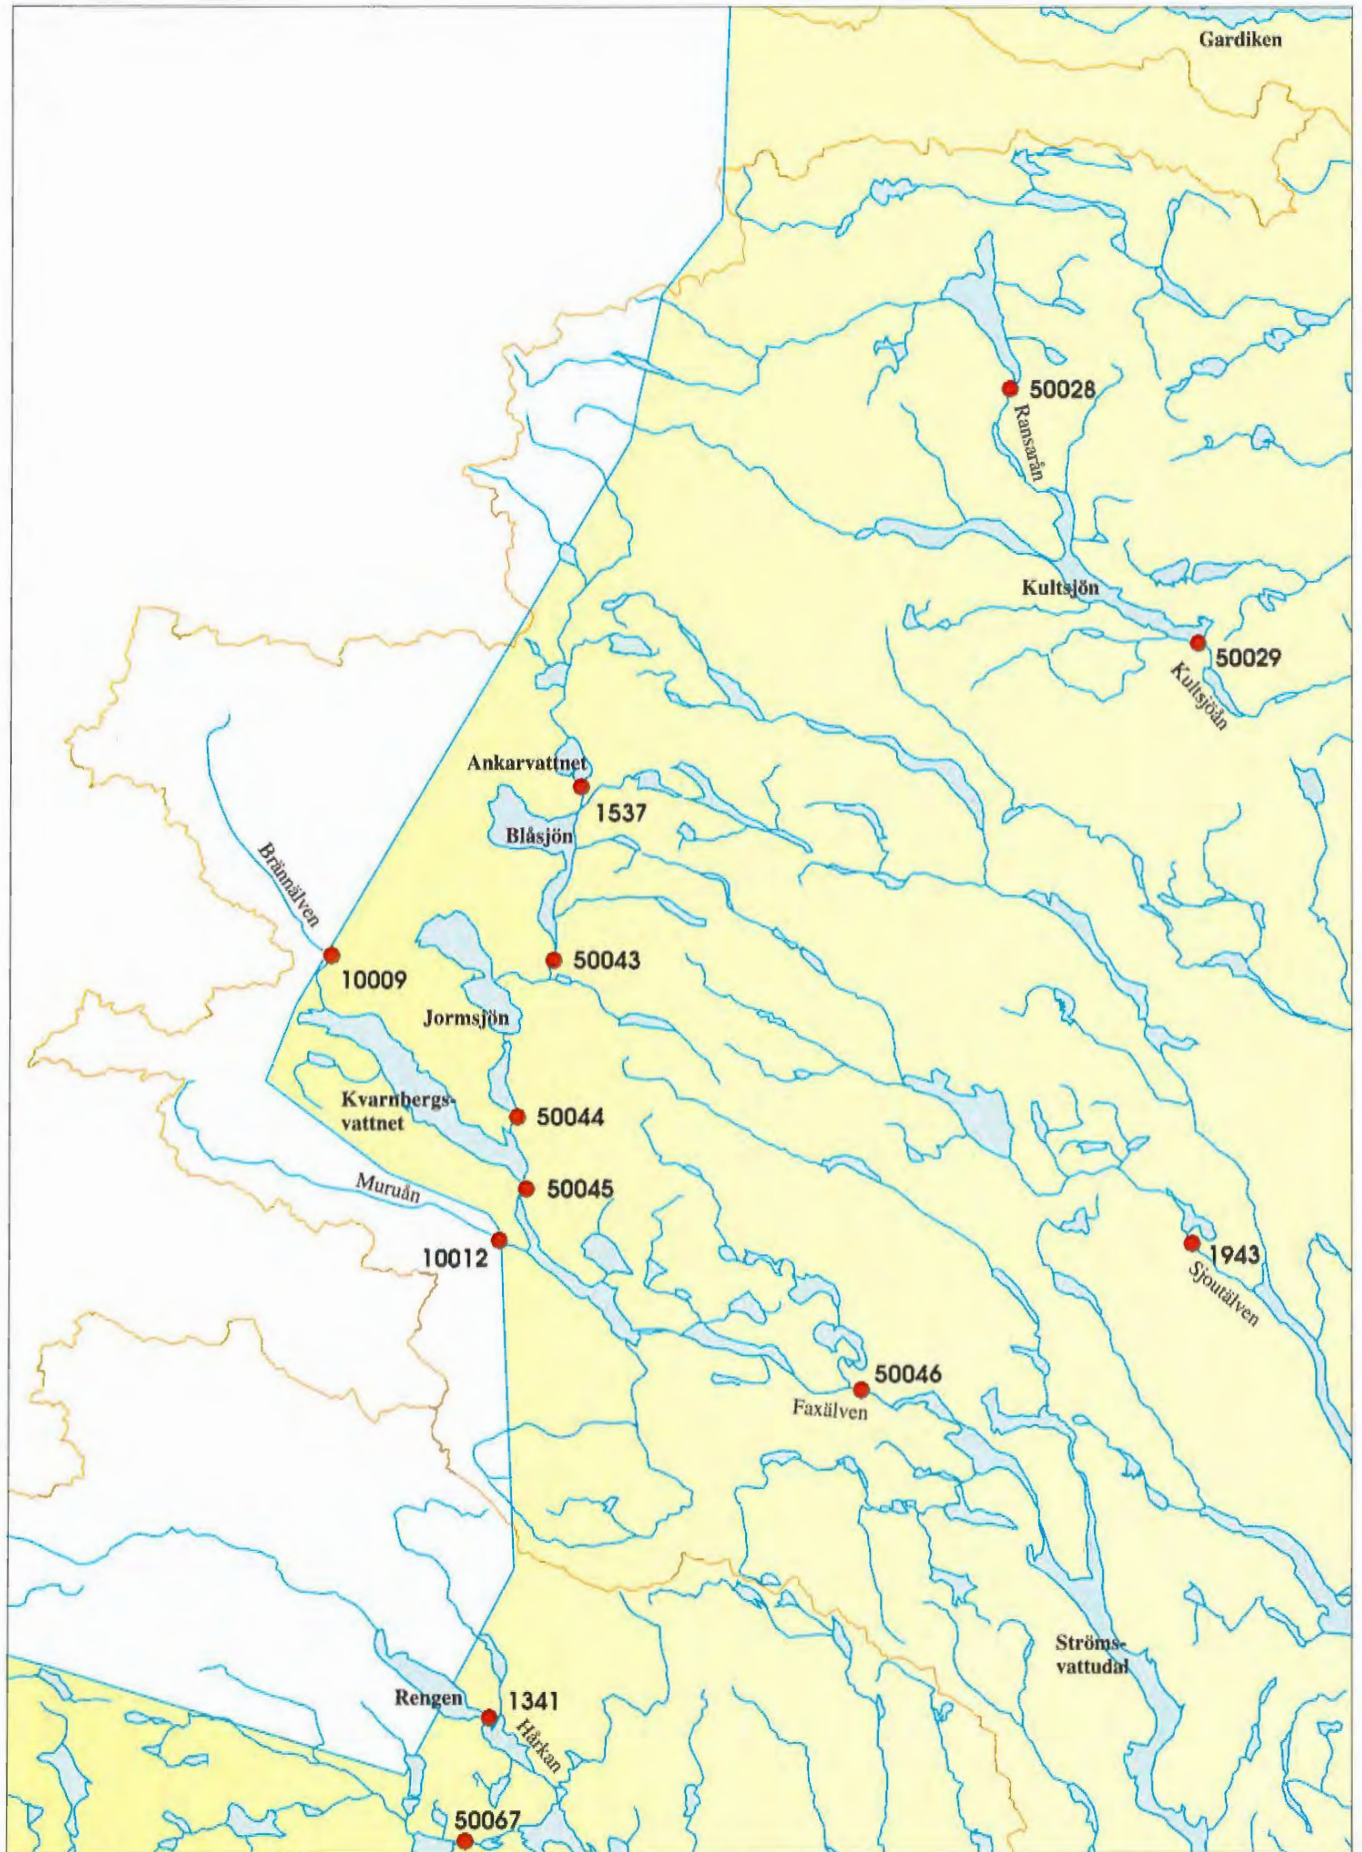 Gardiken
50028
Ransarån
Kultsjön
50029
Kultsjöån
Ankarvattnet
1537
Blåsjön
Brännälven
10009
50043
Jormsjön
Kvarnbergs-
vattnet
50044
Muruån
50045
10012
1943
Sjoutälven
50046
Faxälven
Ströms-
vattudal
Rengen
1341
Hårkan
50067